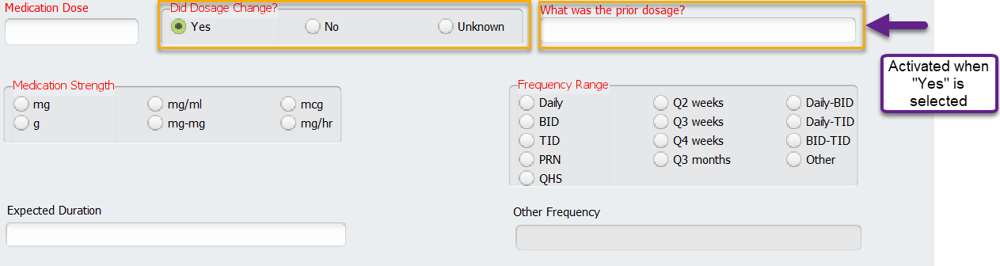 Medication Dose
Did Dosage Change?
What was the prior dosage?
Yes No Unknown
Activated when
"Yes" is
selected
Medication Strength
mg mg/ml mcg
g mg-mg mg/hr
Frequency Range
Daily Q2 weeks Daily-BID
BID Q3 weeks Daily-TID
TID Q4 weeks BID-TID
PRN Q3 months Other
QHS
Expected Duration
Other Frequency